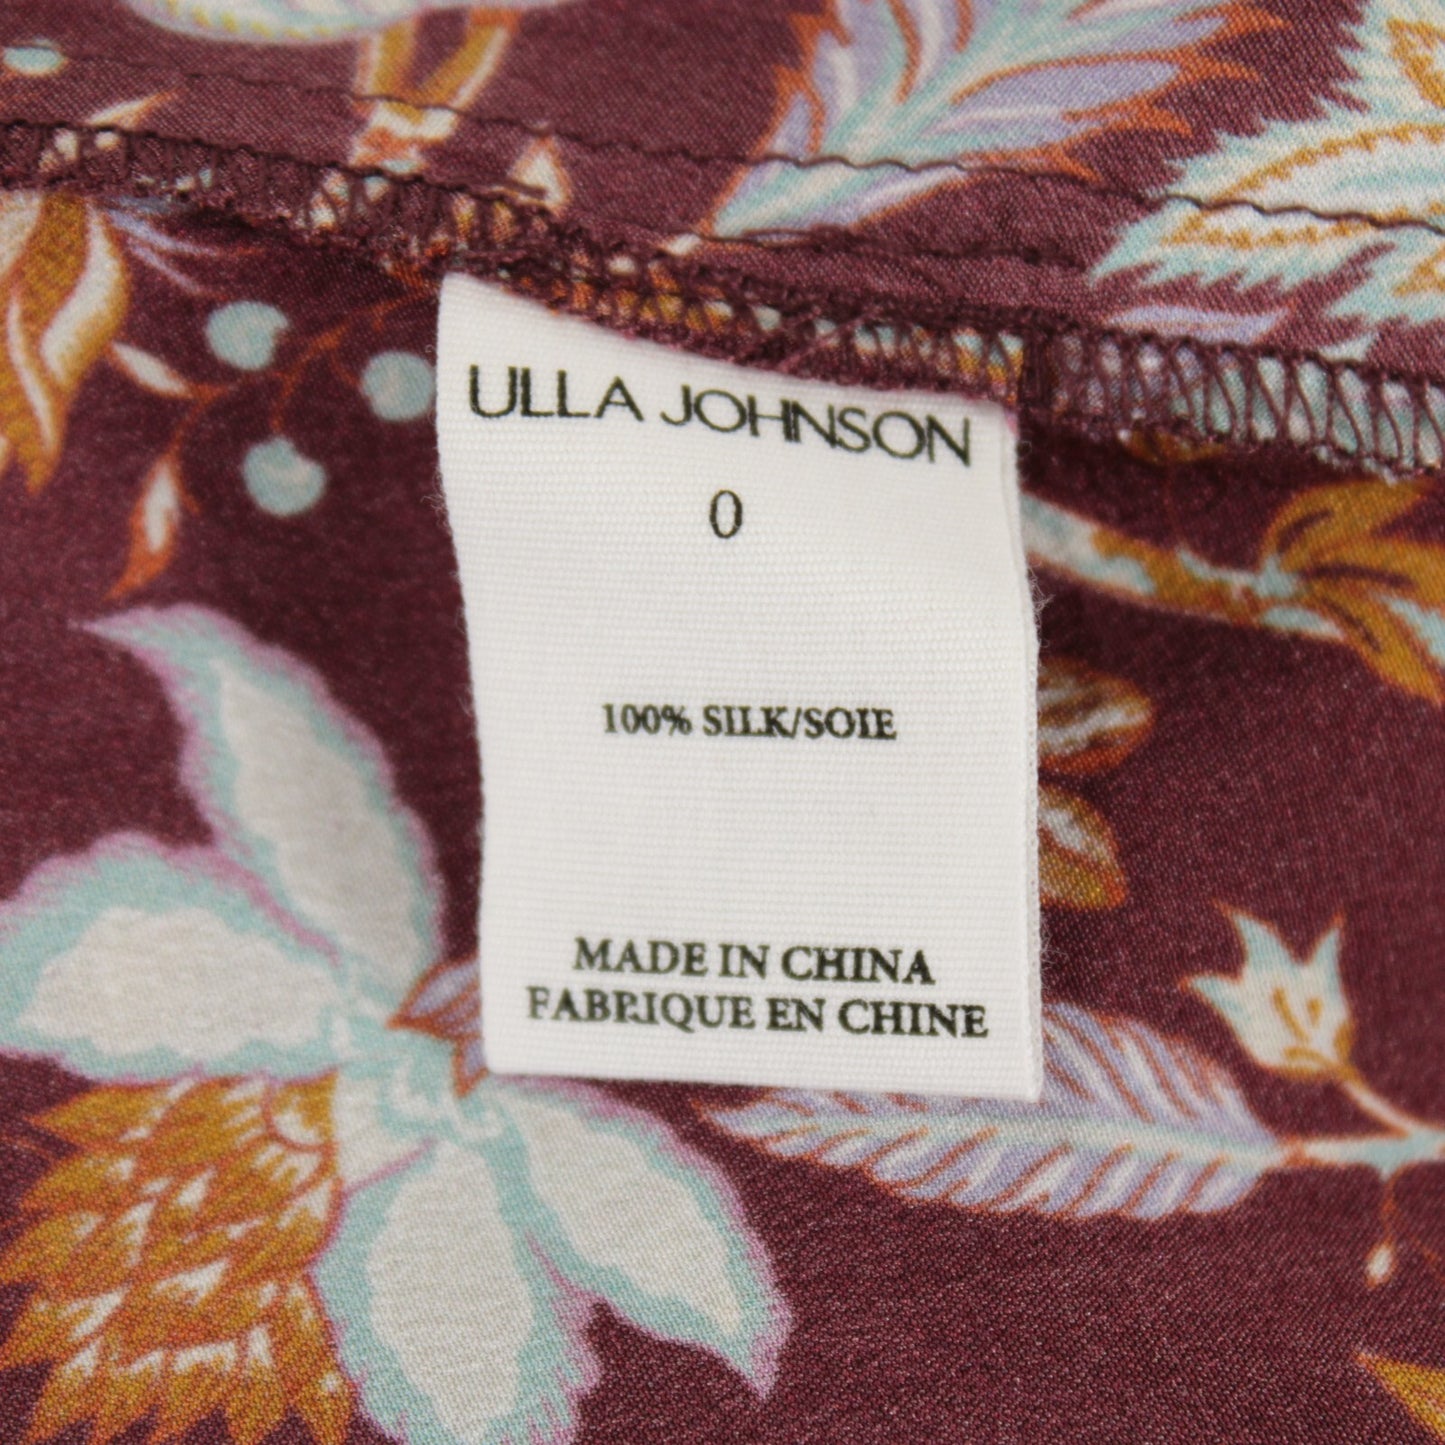 ULLA JOHNSON
0
100% SILK/SOIE
MADE IN CHINA
FABRIQUE EN CHINE